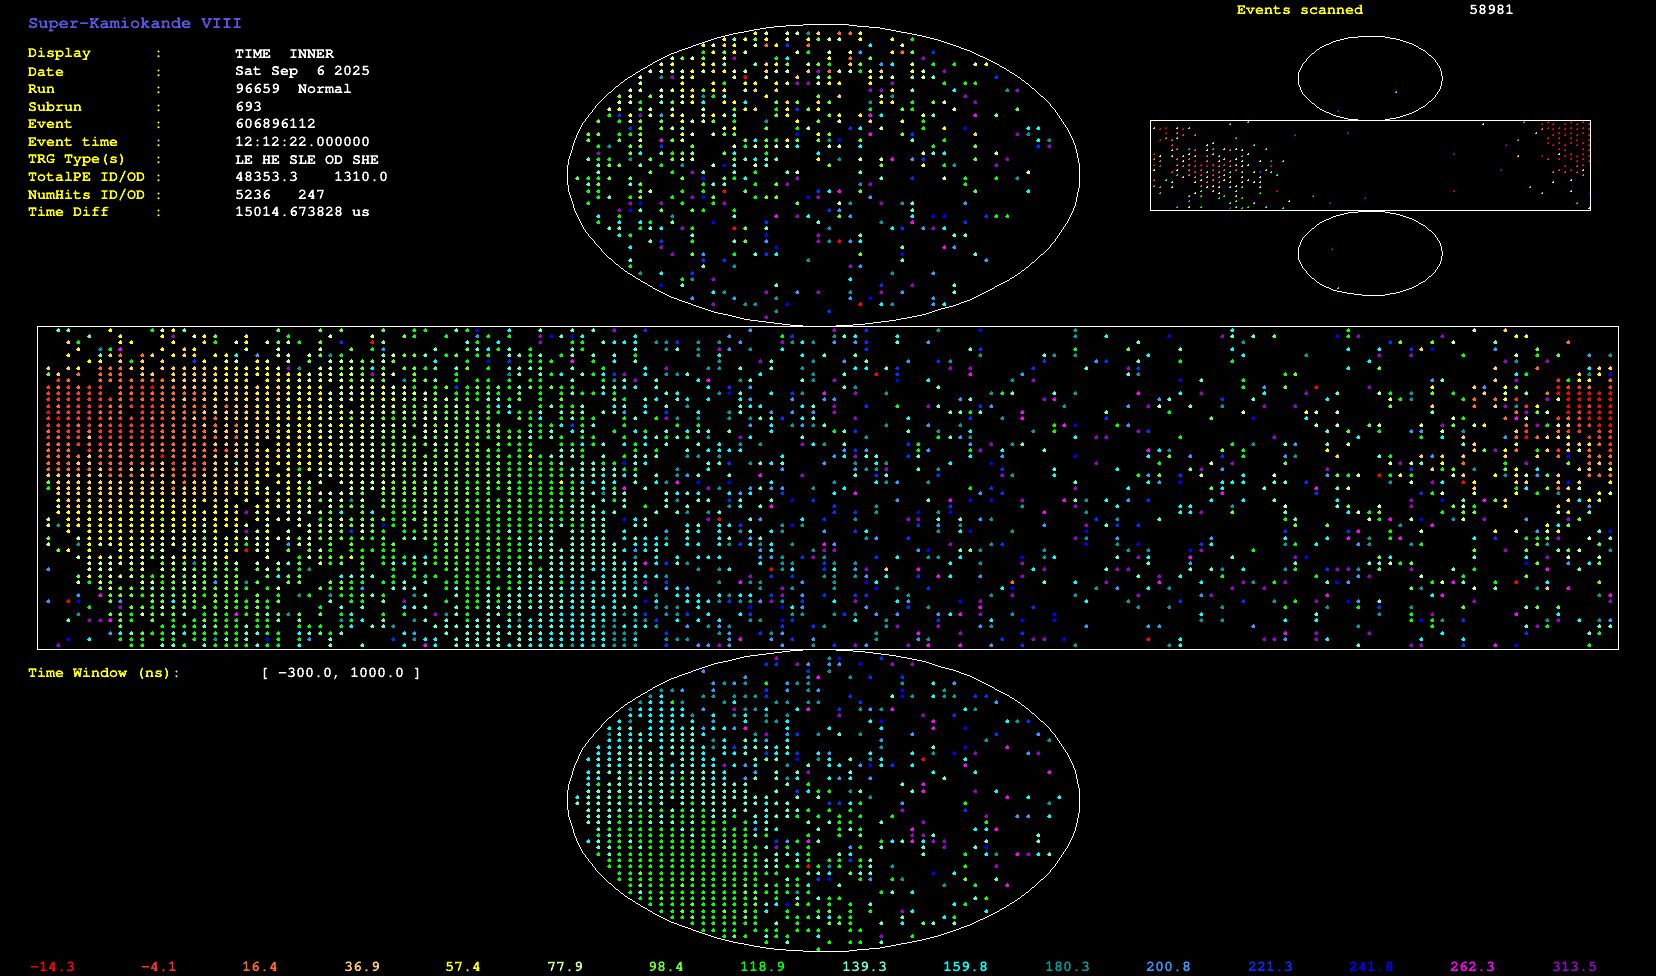 Super-Kamiokande VIII
Events scanned 58981
Display : TIME INNER
Date : Sat Sep 6 2025
Run : 96659 Normal
Subrun : 693
Event : 606896112
Event time : 12:12:22.000000
TRG Type(s) : LE HE SLE OD SHE
TotalPE ID/OD : 48353.3 1310.0
NumHits ID/OD : 5236 247
Time Diff : 15014.673828 us
Time Window (ns): [ -300.0, 1000.0 ]
-14.3 -4.1 16.4 36.9 57.4 77.9 98.4 118.9 139.3 159.8 180.3 200.8 221.3 241.8 262.3 313.5